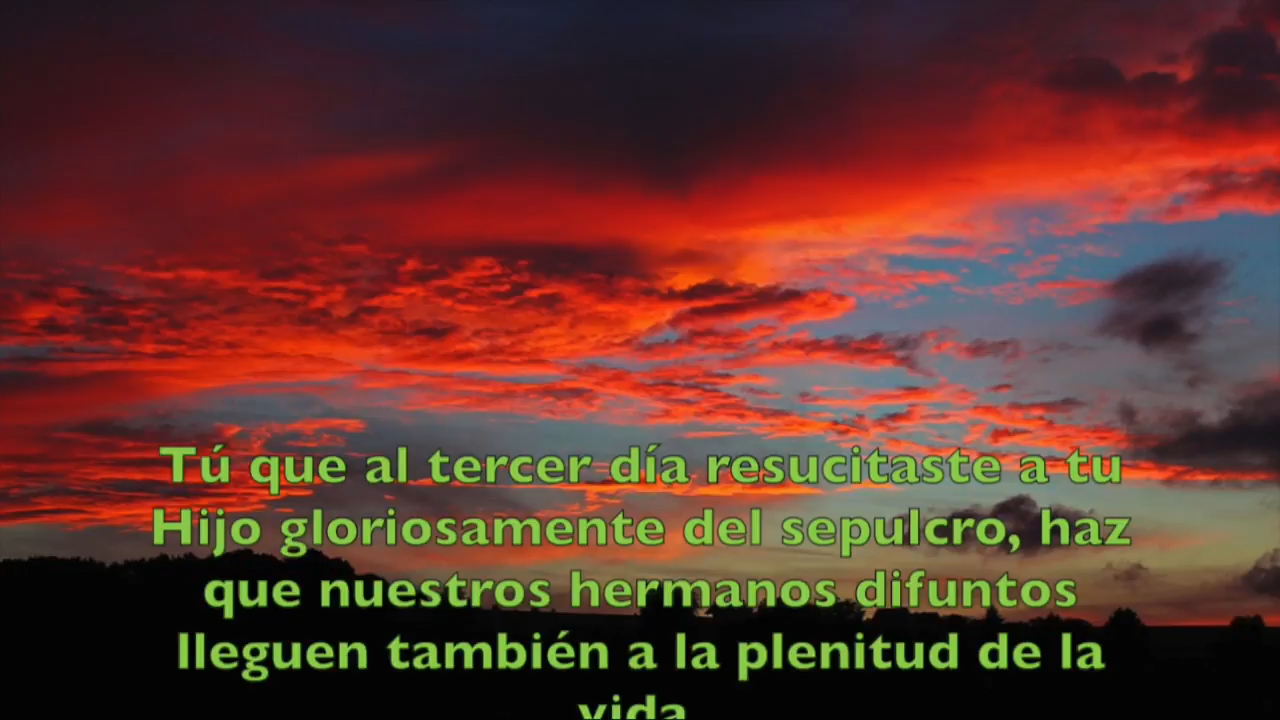 Tú que al tercer día resucitaste a tu
Hijo gloriosamente del sepulcro, haz
que nuestros hermanos difuntos
lleguen también a la plenitud de la
vida